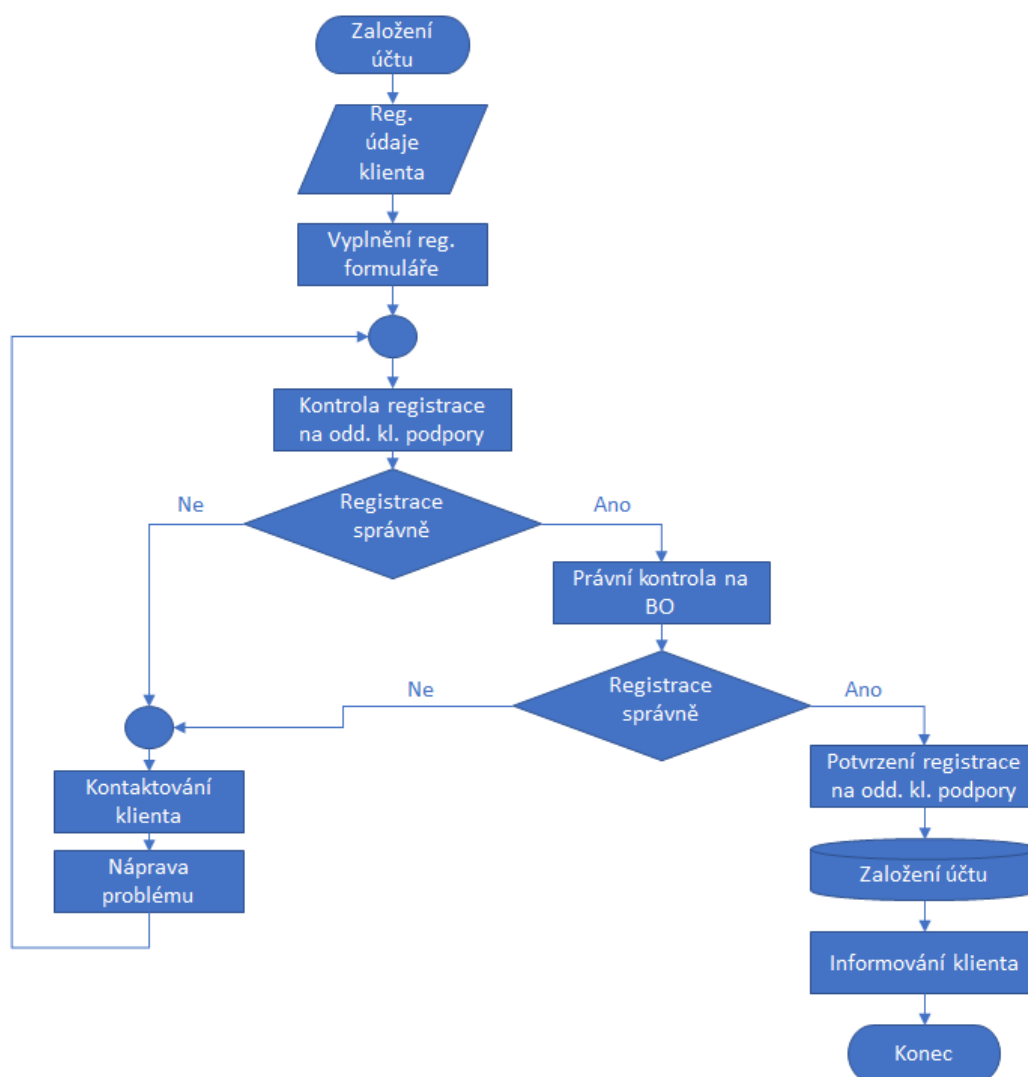 Založení
účtu
Reg.
údaje
klienta
Vyplnění reg.
formuláře
Kontrola registrace
na odd. kl. podpory
Ne
Registrace
správně
Ano
Právní kontrola na
BO
Ne
Registrace
správně
Ano
Kontaktování
klienta
Náprava
problému
Potvrzení registrace
na odd. kl. podpory
Založení účtu
Informování klienta
Konec